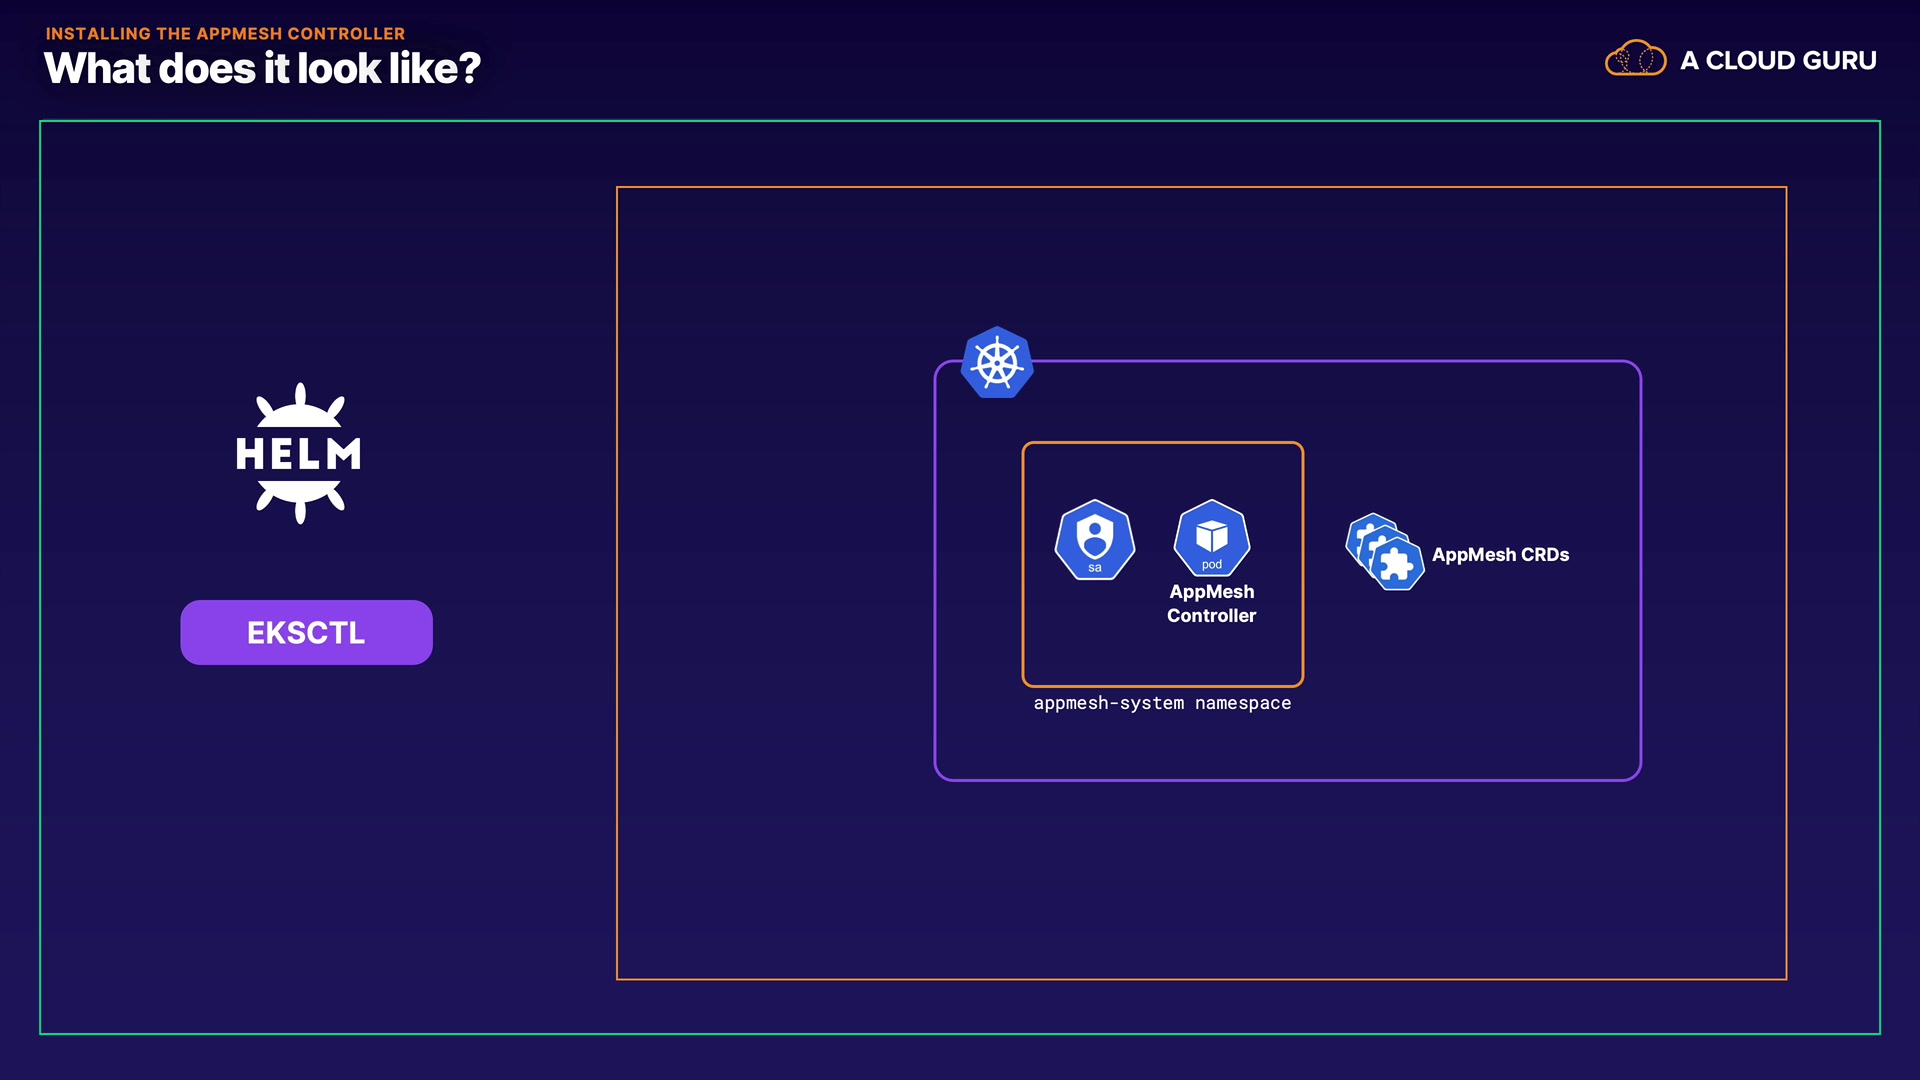 INSTALLING THE APPMESH CONTROLLER
What does it look like?
A CLOUD GURU
HELM
EKSCTL
sa
pod
AppMesh
Controller
AppMesh CRDs
appmesh-system namespace